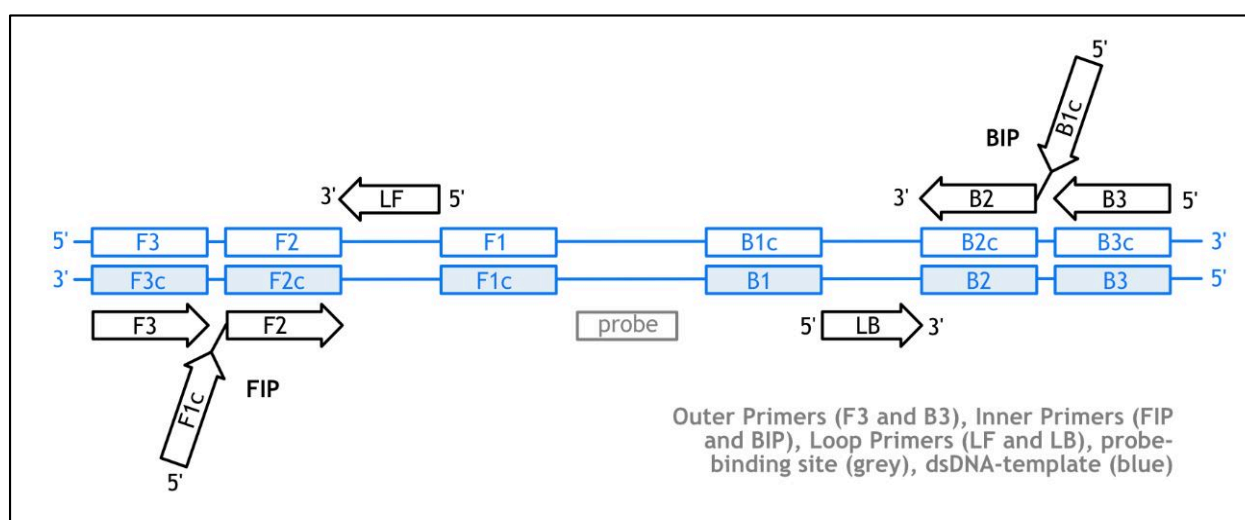 5'
B1c
BIP
3' LF 5'
3' B2 B3 5'
5' F3 F2 F1 B1c B2c B3c 3'
3' F3c F2c F1c B1 B2 B3 5'
F3 F2 probe 5' LB 3'
F1c FIP
5'
Outer Primers (F3 and B3), Inner Primers (FIP
and BIP), Loop Primers (LF and LB), probe-
binding site (grey), dsDNA-template (blue)